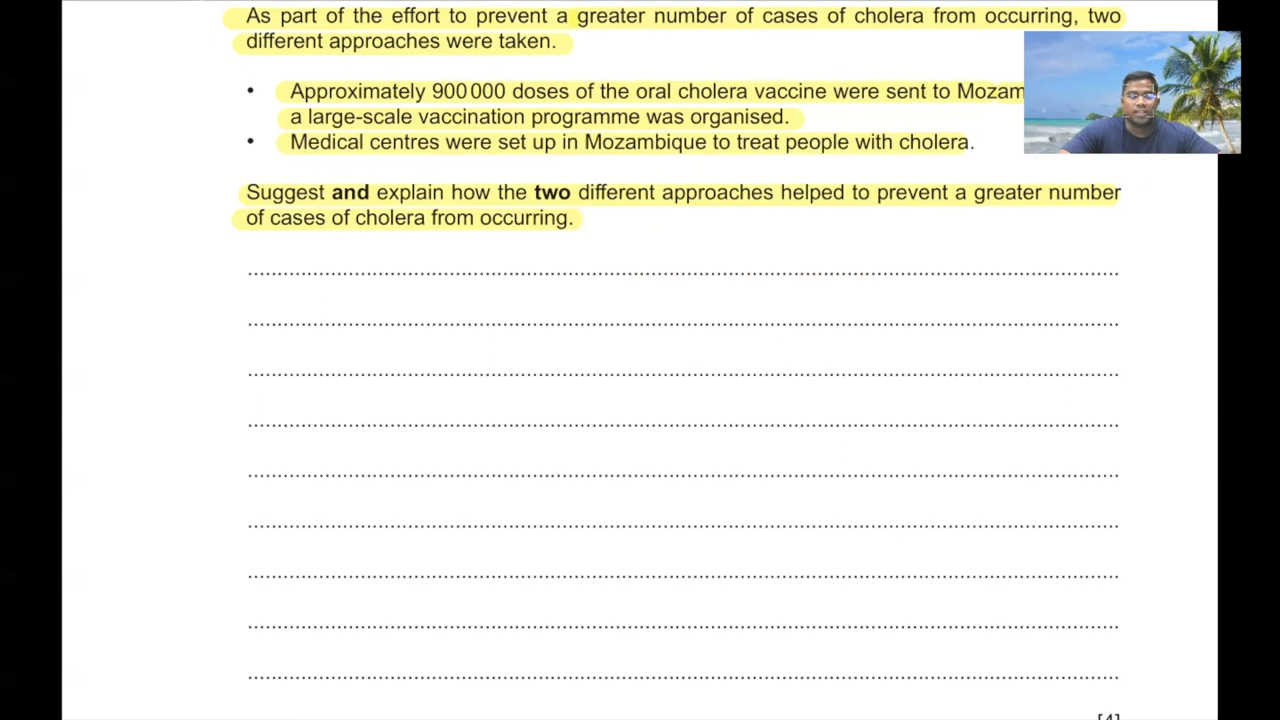 As part of the effort to prevent a greater number of cases of cholera from occurring, two
different approaches were taken.
• Approximately 900 000 doses of the oral cholera vaccine were sent to Mozam
a large-scale vaccination programme was organised.
• Medical centres were set up in Mozambique to treat people with cholera.
Suggest and explain how the two different approaches helped to prevent a greater number
of cases of cholera from occurring.
[4]